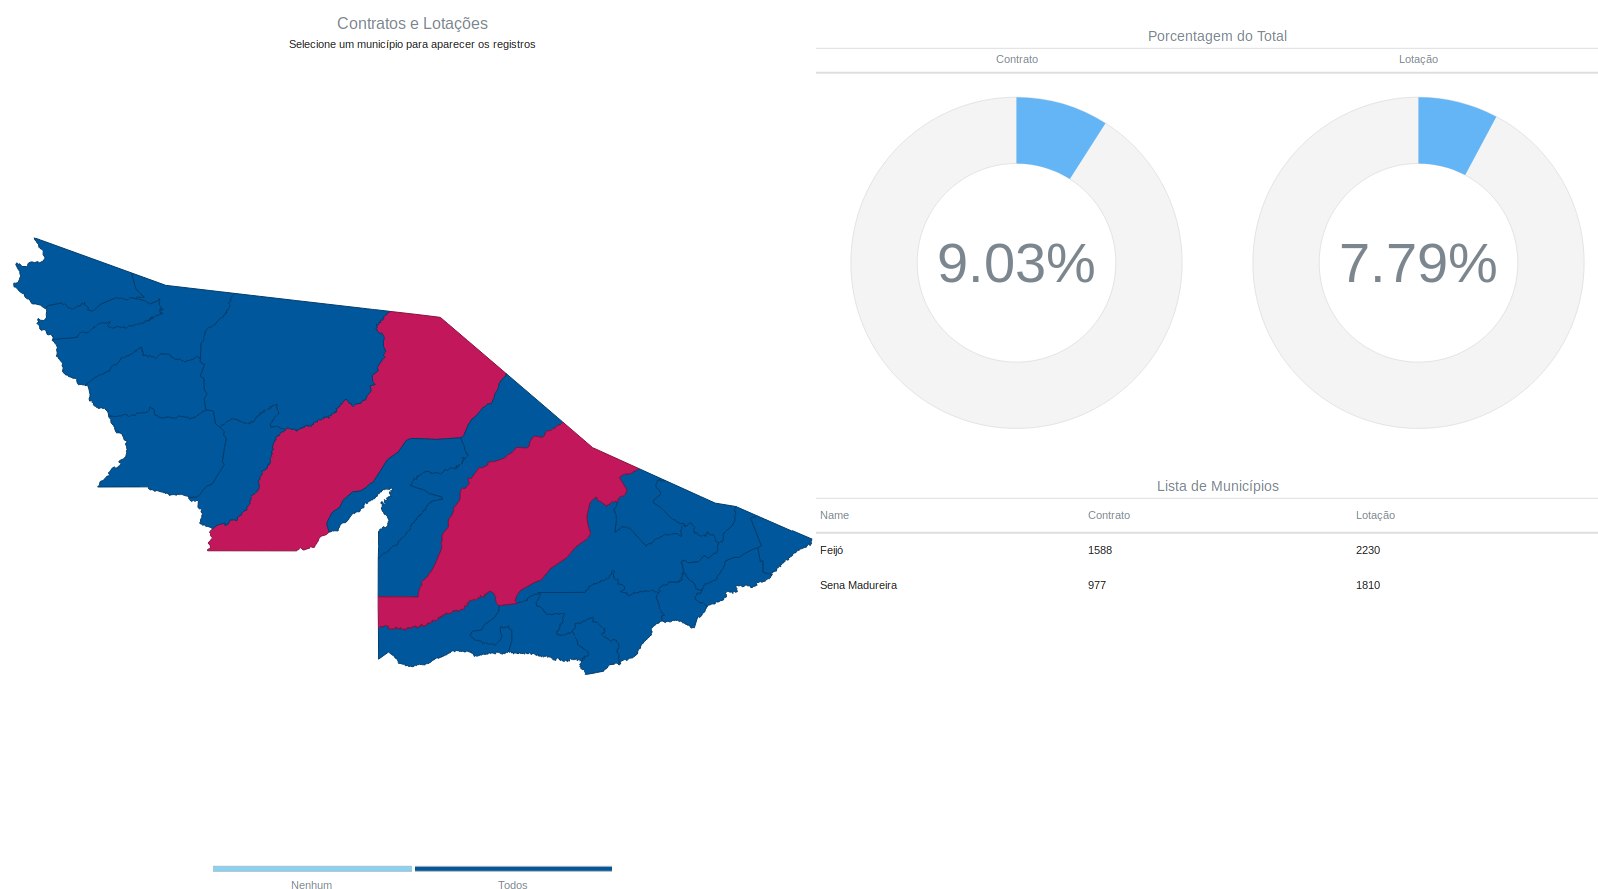 Contratos e Lotações
Selecione um município para aparecer os registros
Porcentagem do Total
Contrato Lotação
9.03% 7.79%
Lista de Municípios
Name Contrato Lotação
Feijó 1588 2230
Sena Madureira 977 1810
Nenhum Todos